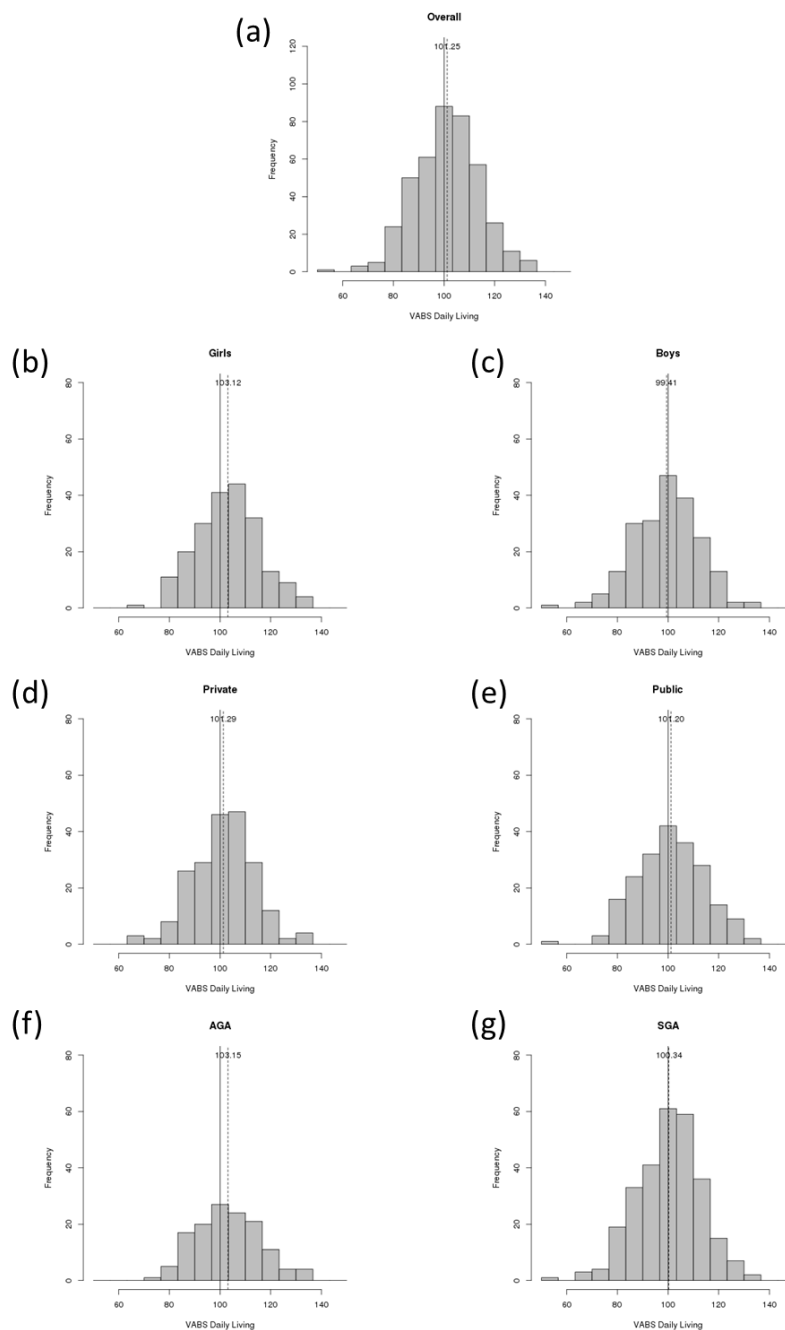 (a)
Overall
101.25
Frequency
0 20 40 60 80 100 120
60 80 100 120 140
VABS Daily Living
(b)
Girls
103.12
Frequency
0 20 40 60 80
60 80 100 120 140
VABS Daily Living
(c)
Boys
99.41
Frequency
0 20 40 60 80
60 80 100 120 140
VABS Daily Living
(d)
Private
101.29
Frequency
0 20 40 60 80
60 80 100 120 140
VABS Daily Living
(e)
Public
101.20
Frequency
0 20 40 60 80
60 80 100 120 140
VABS Daily Living
(f)
AGA
103.15
Frequency
0 20 40 60 80
60 80 100 120 140
VABS Daily Living
(g)
SGA
100.34
Frequency
0 20 40 60 80
60 80 100 120 140
VABS Daily Living